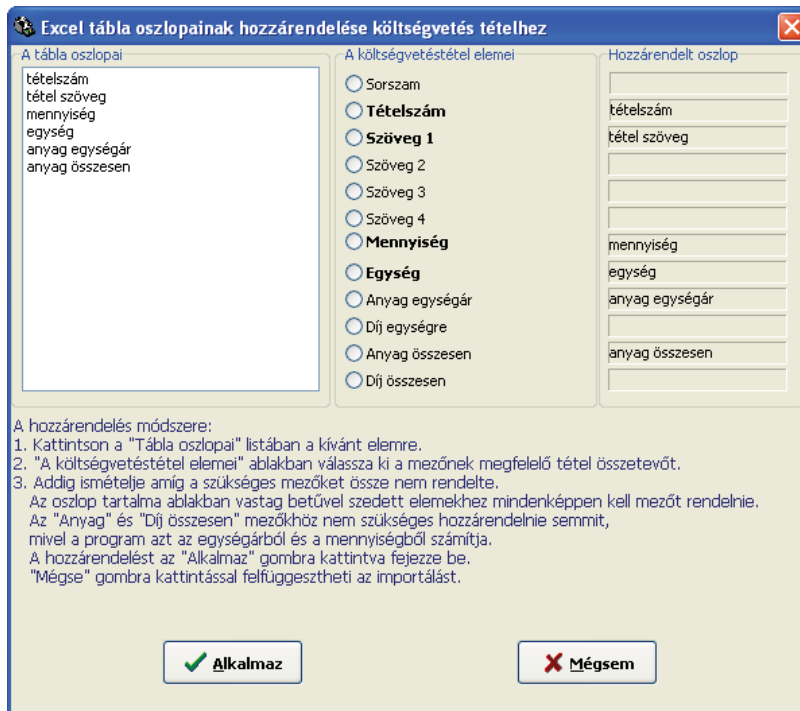 Excel tábla oszlopainak hozzárendelése költségvetés tételhez
A tábla oszlopai
tételszám
tétel szöveg
mennyiség
egység
anyag egységár
anyag összesen
A költségvetéstétel elemei
Sorszam
Tételszám
Szöveg 1
Szöveg 2
Szöveg 3
Szöveg 4
Mennyiség
Egység
Anyag egységár
Díj egységre
Anyag összesen
Díj összesen
Hozzárendelt oszlop
tételszám
tétel szöveg
mennyiség
egység
anyag egységár
anyag összesen
A hozzárendelés módszere:
1. Kattintson a "Tábla oszlopai" listában a kívánt elemre.
2. "A költségvetéstétel elemei" ablakban válassza ki a mezőnek megfelelő tétel összetevőt.
3. Addig ismételje amíg a szükséges mezőket össze nem rendelte.
Az oszlop tartalma ablakban vastag betűvel szedett elemekhez mindenképpen kell mezőt rendelnie.
Az "Anyag" és "Díj összesen" mezőkhöz nem szükséges hozzárendelnie semmit,
mivel a program azt az egységárból és a mennyiségből számítja.
A hozzárendelést az "Alkalmaz" gombra kattintva fejezze be.
"Mégse" gombra kattintással felfüggesztheti az importálást.
Alkalmaz
Mégsem